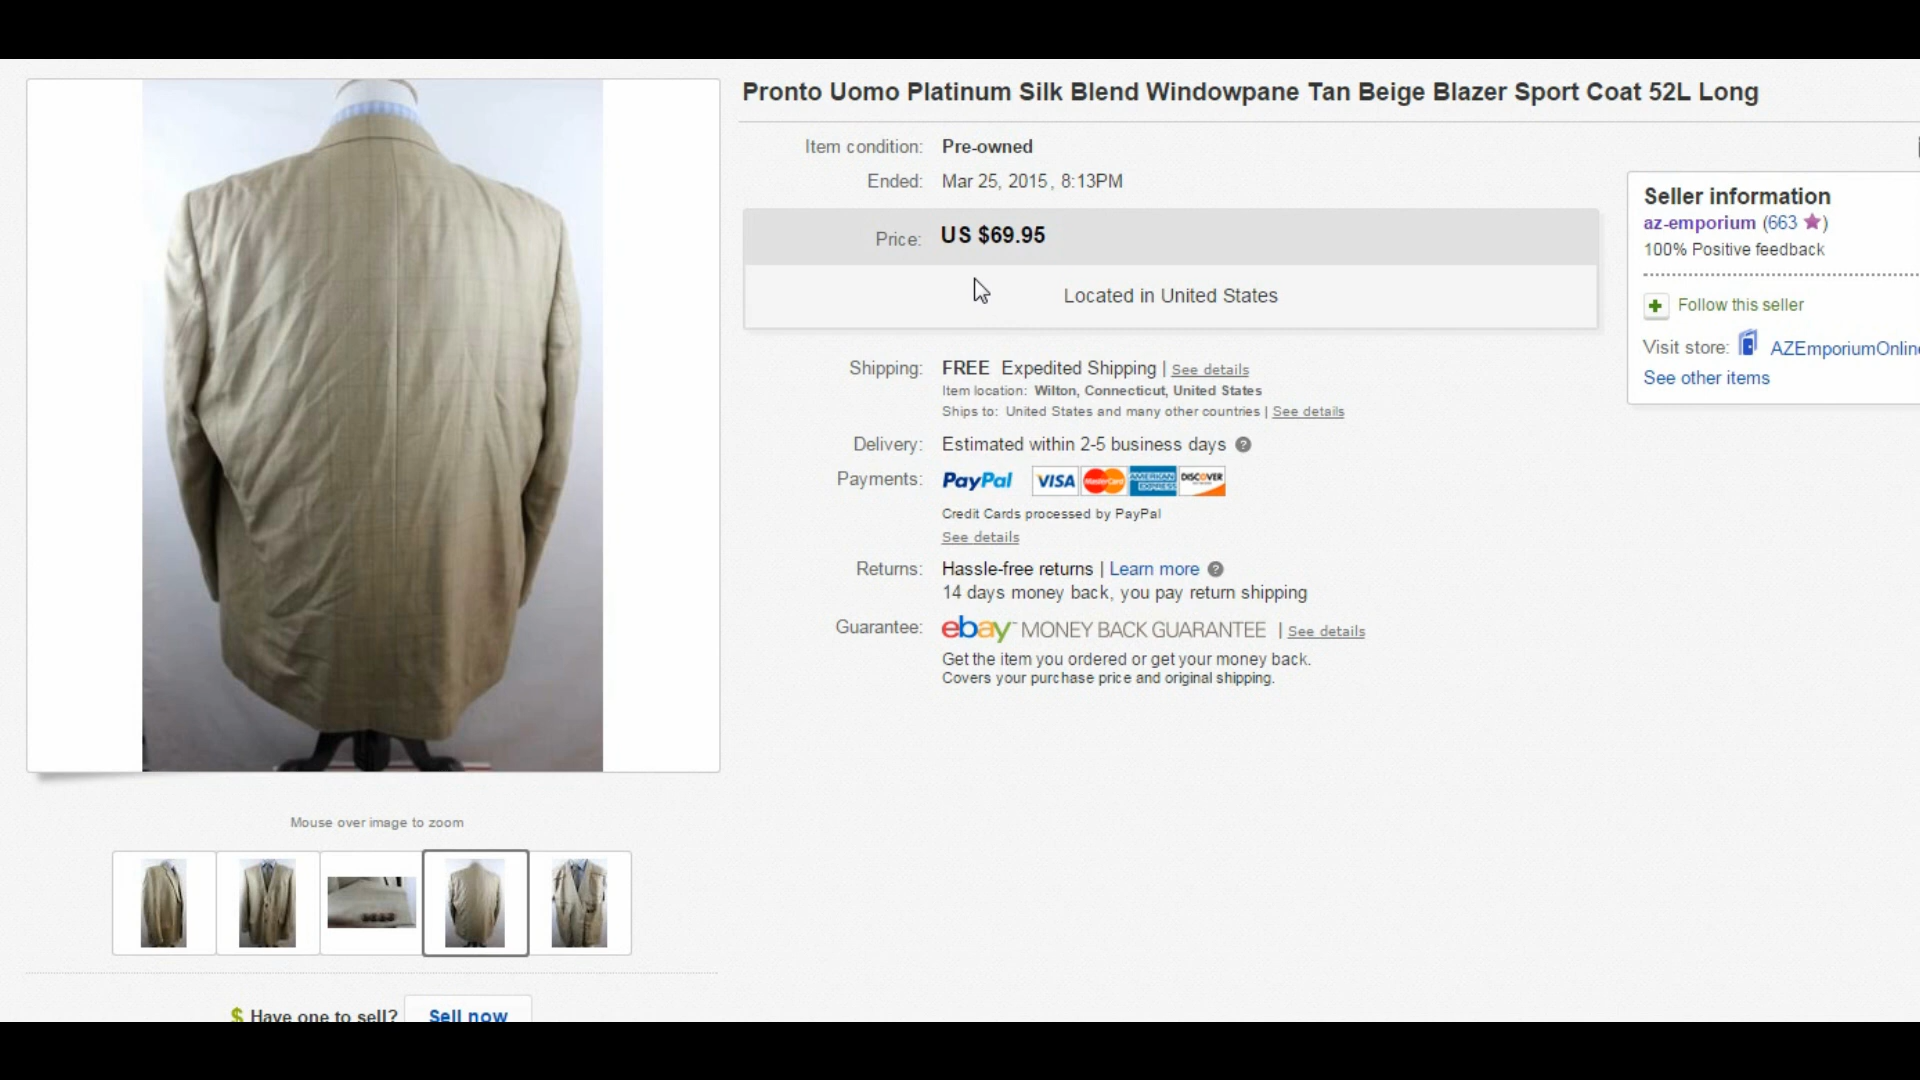 Pronto Uomo Platinum Silk Blend Windowpane Tan Beige Blazer Sport Coat 52L Long
Item condition: Pre-owned
Ended: Mar 25, 2015, 8:13PM
Price: US $69.95
Located in United States
Shipping: FREE Expedited Shipping | See details
Item location: Wilton, Connecticut, United States
Ships to: United States and many other countries | See details
Delivery: Estimated within 2-5 business days ?
Payments: PayPal VISA MasterCard AMERICAN EXPRESS DISCOVER
Credit Cards processed by PayPal
See details
Returns: Hassle-free returns | Learn more ?
14 days money back, you pay return shipping
Guarantee: ebay™ MONEY BACK GUARANTEE | See details
Get the item you ordered or get your money back.
Covers your purchase price and original shipping.
Seller information
az-emporium (663 ★)
100% Positive feedback
Follow this seller
Visit store: AZEmporiumOnline
See other items
Mouse over image to zoom
$ Have one to sell? Sell now